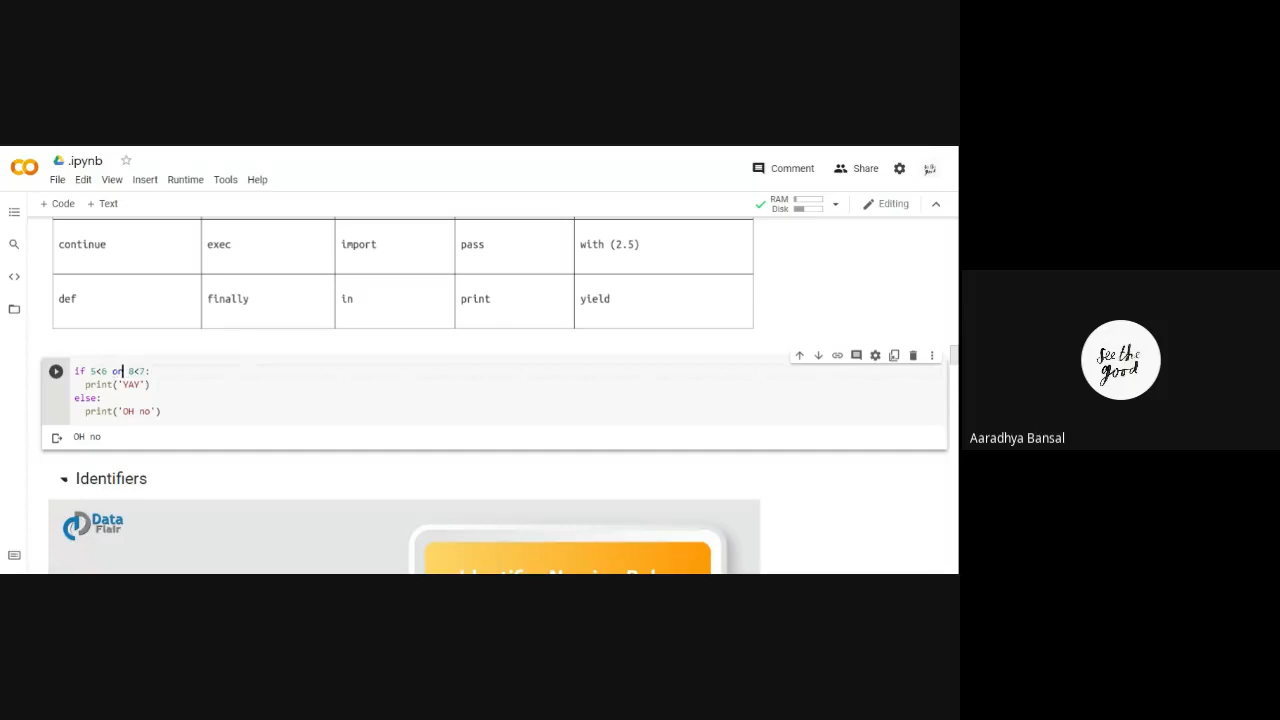 .ipynb
File Edit View Insert Runtime Tools Help
Comment Share
+ Code + Text
RAM
Disk
Editing
continue exec import pass with (2.5)
def finally in print yield
if 5<6 or 8<7:
print('YAY')
else:
print('OH no')
OH no
Identifiers
Data
Flair
See the
good
Aaradhya Bansal